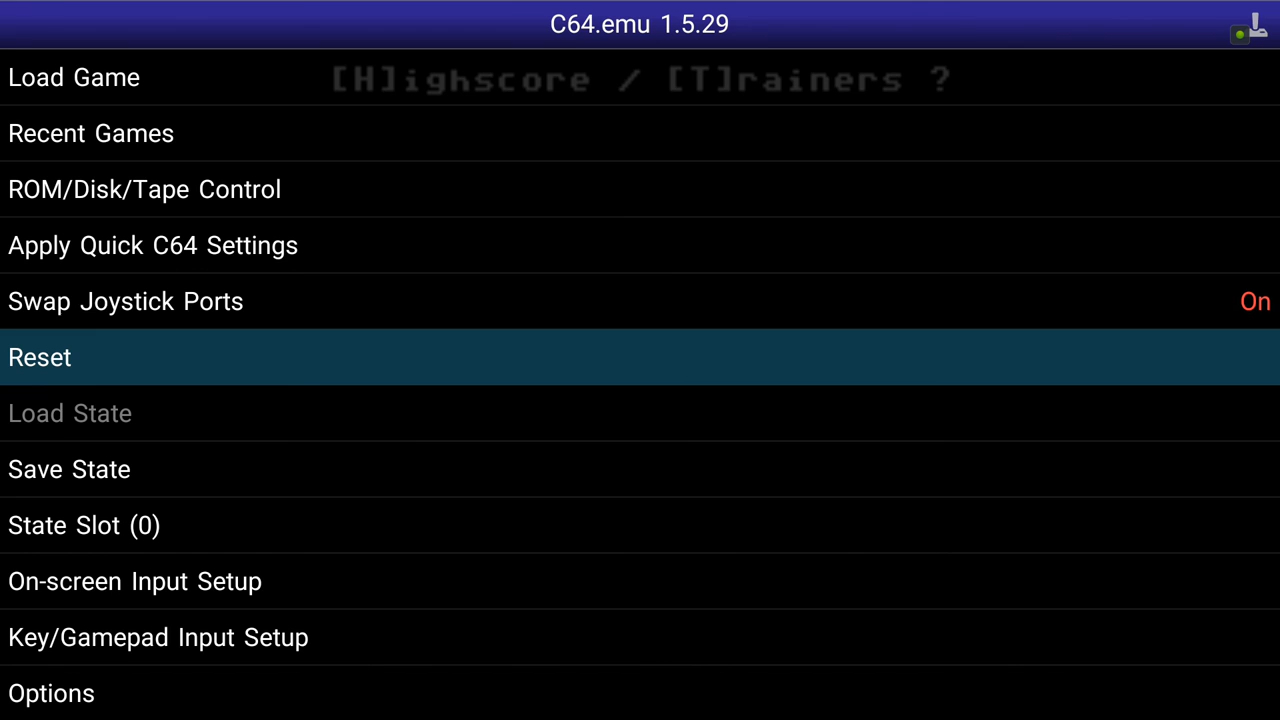 C64.emu 1.5.29
Load Game
[H]ighscore / [T]rainers ?
Recent Games
ROM/Disk/Tape Control
Apply Quick C64 Settings
Swap Joystick Ports On
Reset
Load State
Save State
State Slot (0)
On-screen Input Setup
Key/Gamepad Input Setup
Options